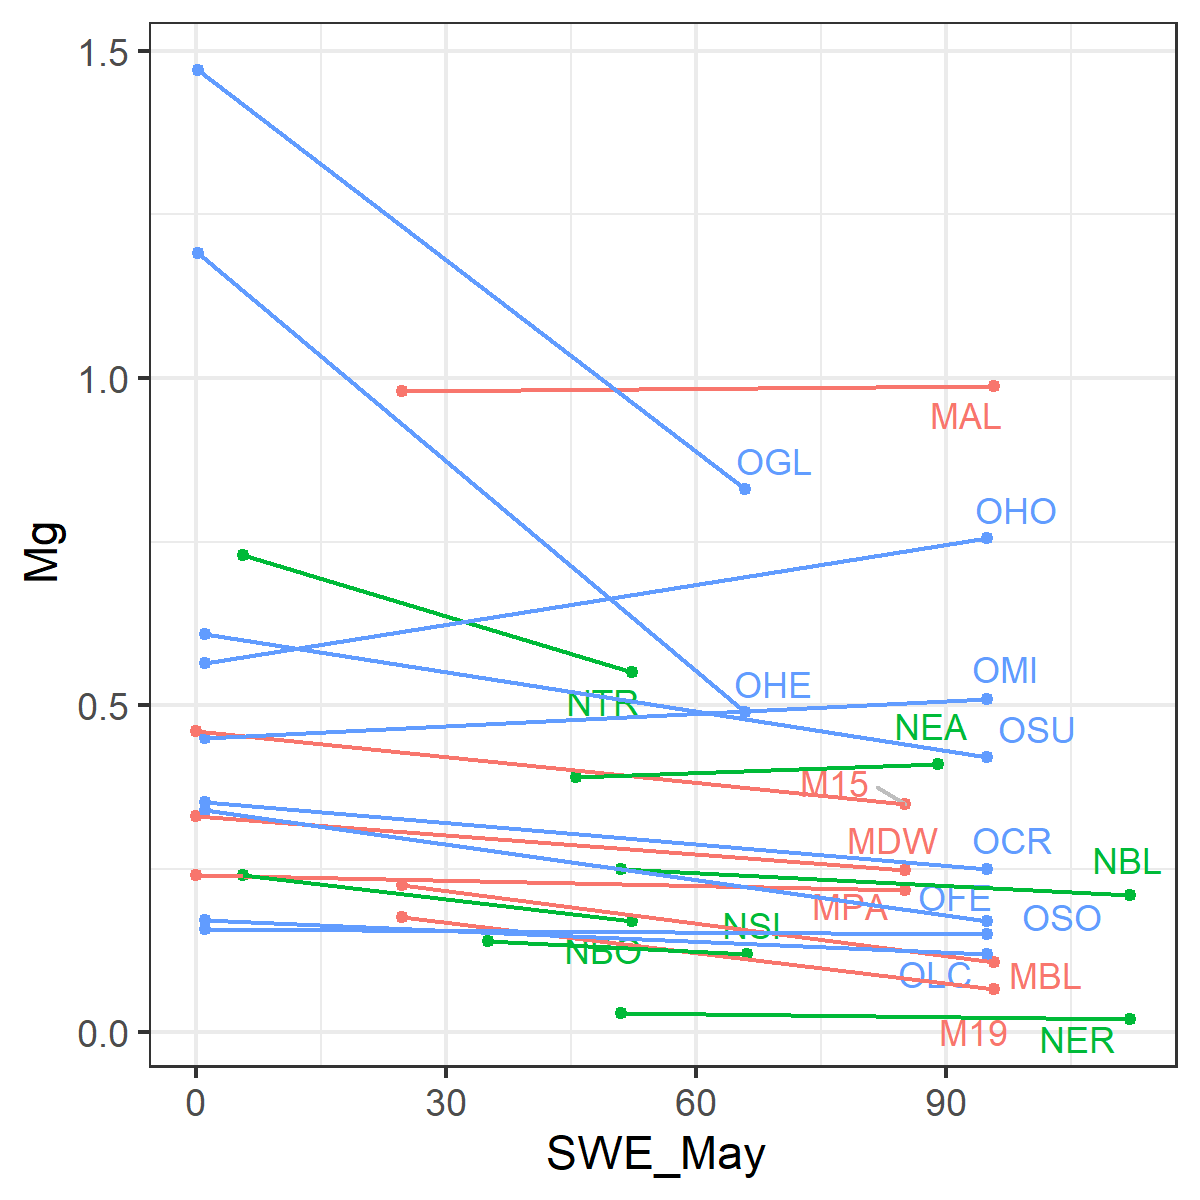 1.5
1.0
0.5
0.0
Mg
MAL
OGL
OHO
OHE
OMI
NTR
NEA
OSU
M15
MDW
OCR
NBL
OFE
MPA
OSO
NSI
NBO
OLC
MBL
M19
NER
0 30 60 90
SWE_May